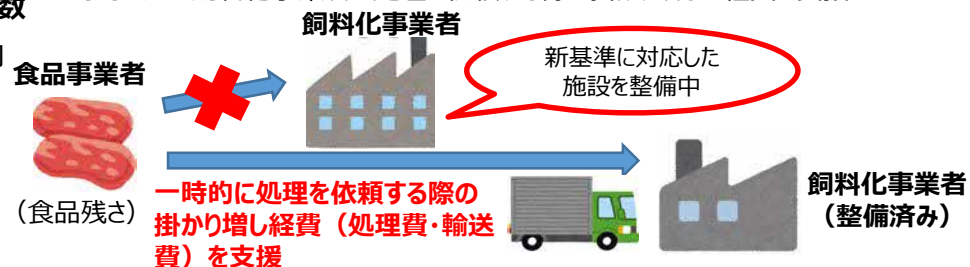 数
飼料化事業者
食品事業者
新基準に対応した
施設を整備中
(食品残さ)
一時的に処理を依頼する際の
掛かり増し経費(処理費・輸送
費)を支援
飼料化事業者
(整備済み)